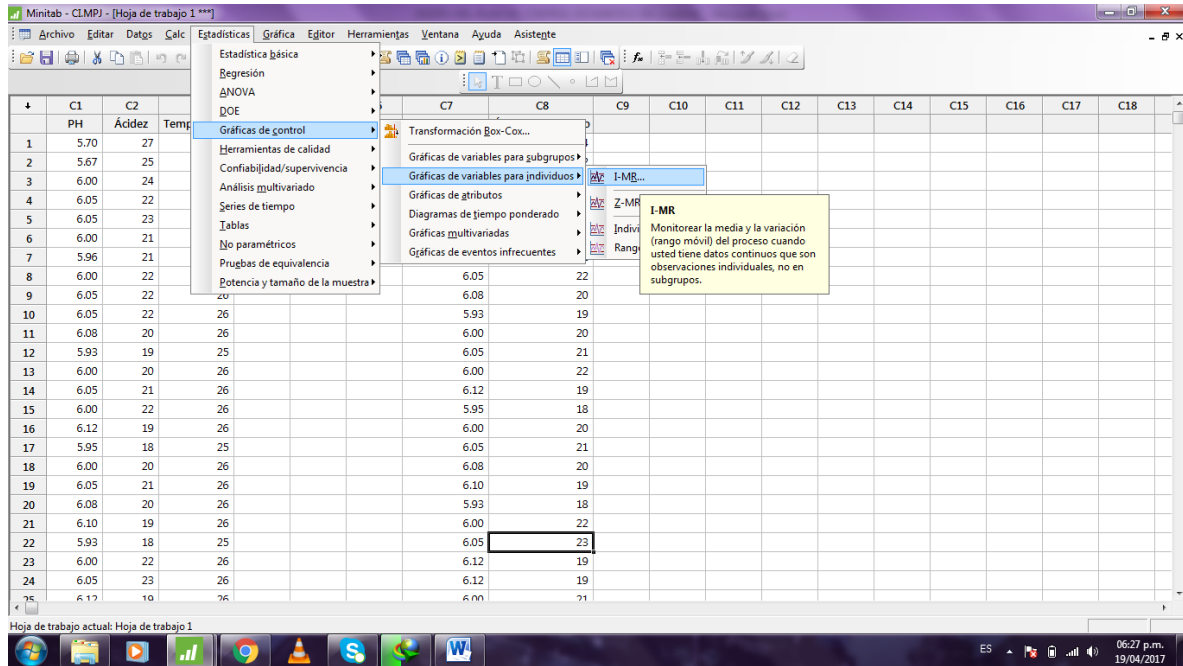 Minitab - CI.MPJ - [Hoja de trabajo 1 ***]
Archivo Editar Datos Calc Estadísticas Gráfica Editor Herramientas Ventana Ayuda Asistente
Estadística básica
Regresión
ANOVA
DOE
Gráficas de control
Herramientas de calidad
Confiabilidad/supervivencia
Análisis multivariado
Series de tiempo
Tablas
No paramétricos
Pruebas de equivalencia
Potencia y tamaño de la muestra
Transformación Box-Cox...
Gráficas de variables para subgrupos
Gráficas de variables para individuos
Gráficas de atributos
Diagramas de tiempo ponderado
Gráficas multivariadas
Gráficas de eventos infrecuentes
I-MR...
Z-MR
Indivi
Rang
I-MR
Monitorear la media y la variación
(rango móvil) del proceso cuando
usted tiene datos continuos que son
observaciones individuales, no en
subgrupos.
C1 C2 C7 C8 C9 C10 C11 C12 C13 C14 C15 C16 C17 C18
PH Ácidez Temp
1 5.70 27
2 5.67 25
3 6.00 24
4 6.05 22
5 6.05 23
6 6.00 21
7 5.96 21
8 6.00 22 6.05 22
9 6.05 22 26 6.08 20
10 6.05 22 26 5.93 19
11 6.08 20 26 6.00 20
12 5.93 19 25 6.05 21
13 6.00 20 26 6.00 22
14 6.05 21 26 6.12 19
15 6.00 22 26 5.95 18
16 6.12 19 26 6.00 20
17 5.95 18 25 6.05 21
18 6.00 20 26 6.08 20
19 6.05 21 26 6.10 19
20 6.08 20 26 5.93 18
21 6.10 19 26 6.00 22
22 5.93 18 25 6.05 23
23 6.00 22 26 6.12 19
24 6.05 23 26 6.12 19
25 6.12 19 26 6.00 21
Hoja de trabajo actual: Hoja de trabajo 1
ES 06:27 p.m.
19/04/2017